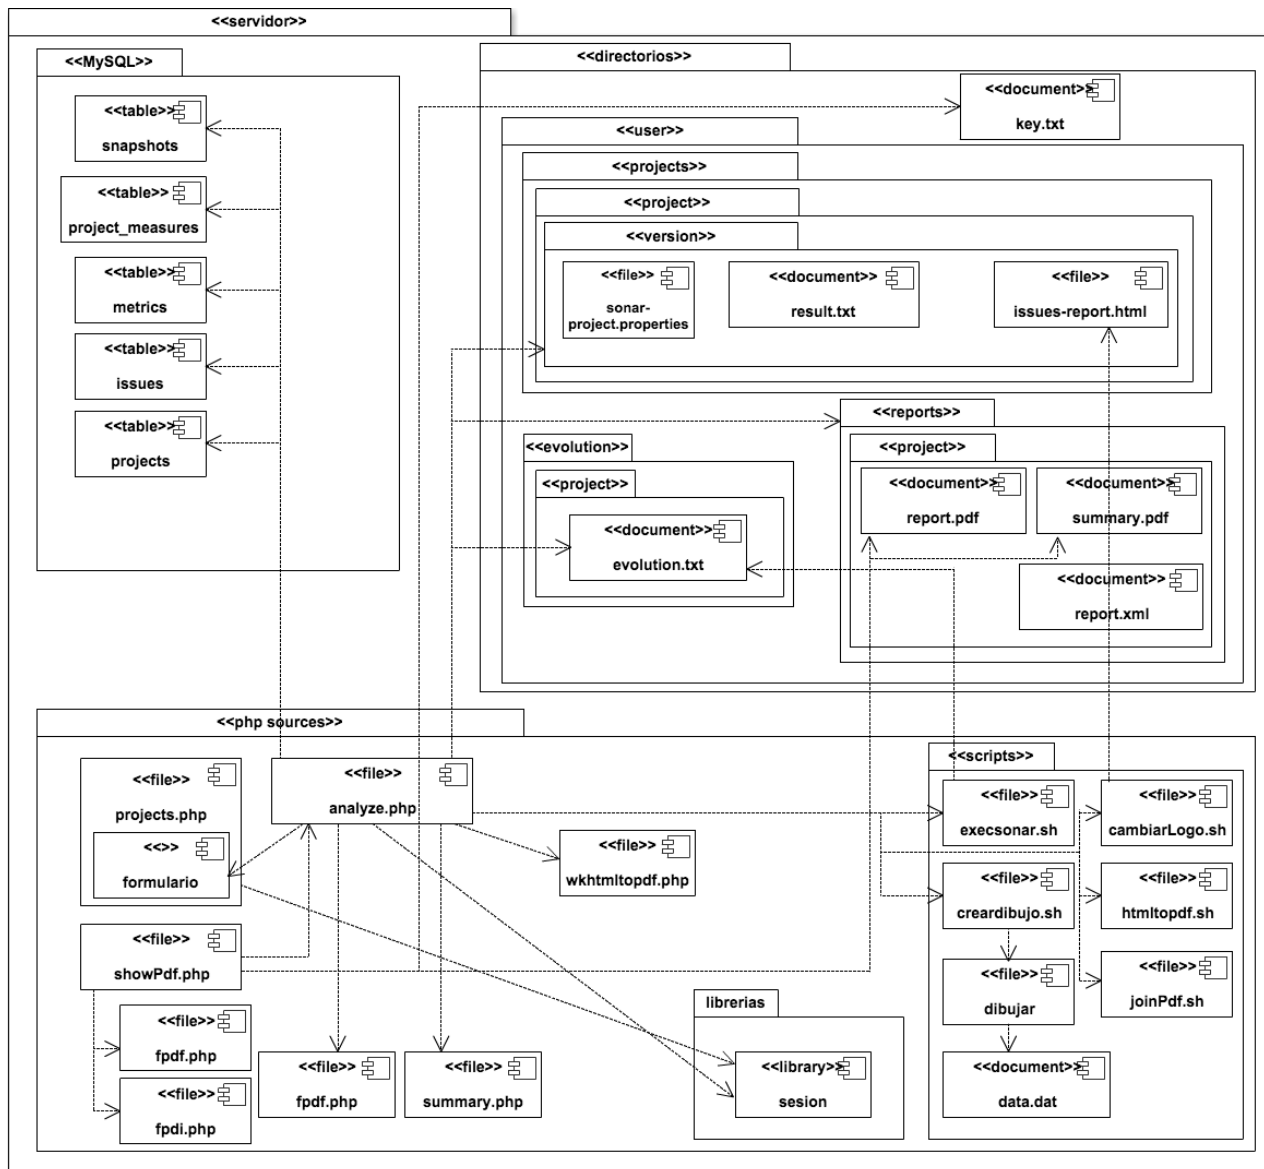 <<servidor>>
<<MySQL>>
<<table>>
snapshots
<<table>>
project_measures
<<table>>
metrics
<<table>>
issues
<<table>>
projects
<<directorios>>
<<document>>
key.txt
<<user>>
<<projects>>
<<project>>
<<version>>
<<file>>
sonar-
project.properties
<<document>>
result.txt
<<file>>
issues-report.html
<<evolution>>
<<project>>
<<document>>
evolution.txt
<<reports>>
<<project>>
<<document>>
report.pdf
<<document>>
summary.pdf
<<document>>
report.xml
<<php sources>>
<<file>>
projects.php
<<>>
formulario
<<file>>
analyze.php
<<file>>
wkhtmltopdf.php
<<file>>
showPdf.php
<<file>>
fpdf.php
<<file>>
fpdi.php
<<file>>
fpdf.php
<<file>>
summary.php
librerias
<<library>>
sesion
<<scripts>>
<<file>>
execsonar.sh
<<file>>
cambiarLogo.sh
<<file>>
creardibujo.sh
<<file>>
htmltopdf.sh
<<file>>
dibujar
<<file>>
joinPdf.sh
<<document>>
data.dat